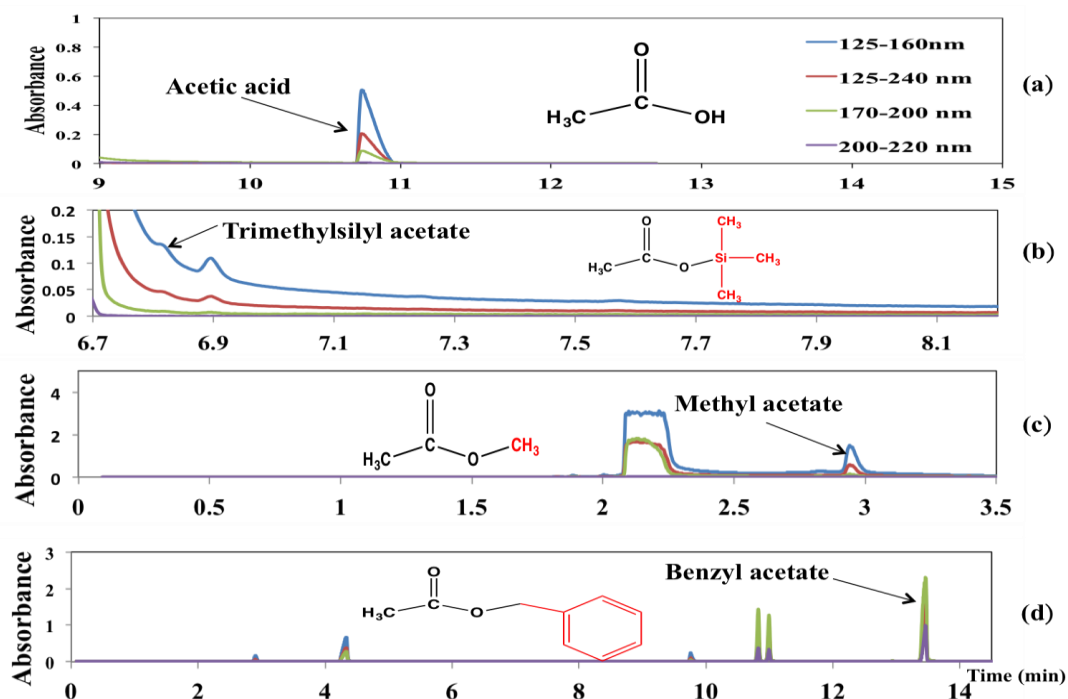 1
0.8
0.6
0.4
0.2
0
Absorbance
Acetic acid
O
C
H₃C
OH
125-160nm
125-240 nm
170-200 nm
200-220 nm
(a)
9 10 11 12 13 14 15
0.2
0.15
0.1
0.05
0
Absorbance
Trimethylsilyl acetate
O
C
H₃C
O
CH₃
Si
CH₃
CH₃
(b)
6.7 6.9 7.1 7.3 7.5 7.7 7.9 8.1
4
2
0
Absorbance
O
C
H₃C
O
CH₃
Methyl acetate
(c)
0 0.5 1 1.5 2 2.5 3 3.5
3
2
1
0
Absorbance
O
C
H₃C
O
Benzyl acetate
(d)
0 2 4 6 8 10 12 14
Time (min)